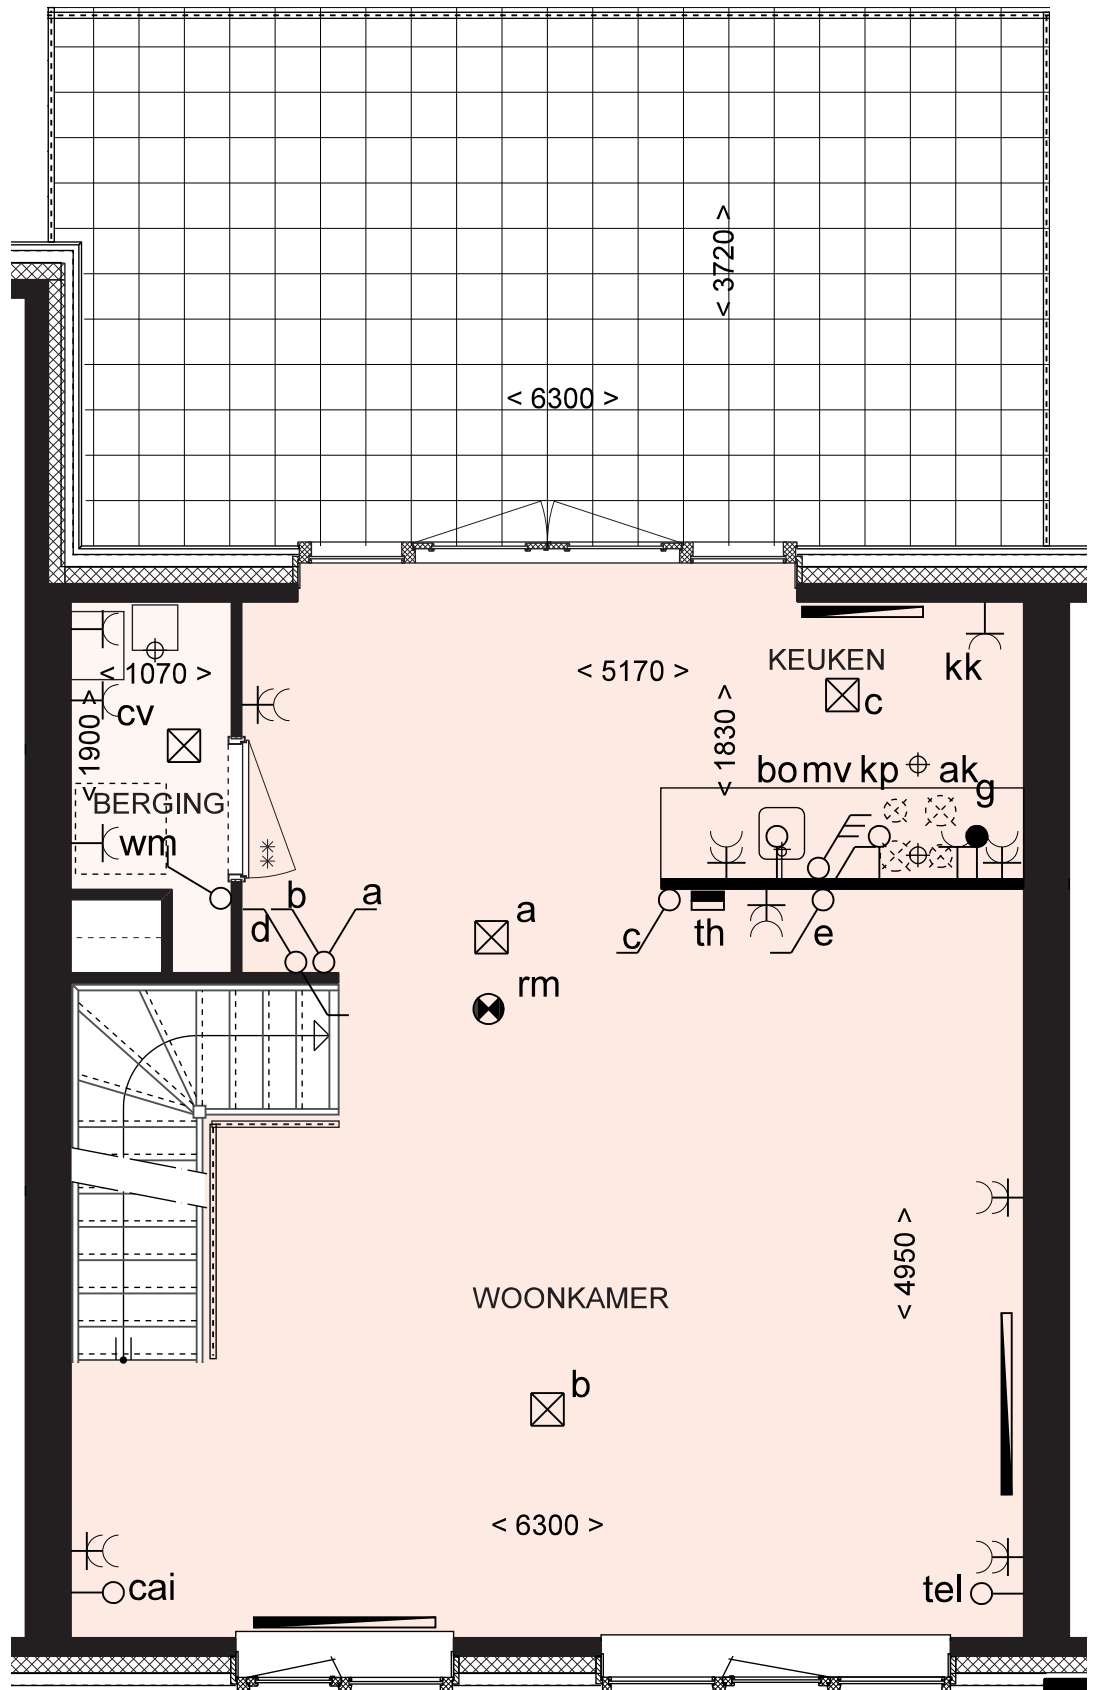 < 3720 >
< 6300 >
KEUKEN
kk
< 5170 >
< 1070 >
c
cv
< 1900 >
< 1830 >
bo mv kp ak
g
BERGING
wm
b a
d
a
c th e
rm
< 4950 >
WOONKAMER
b
< 6300 >
cai
tel